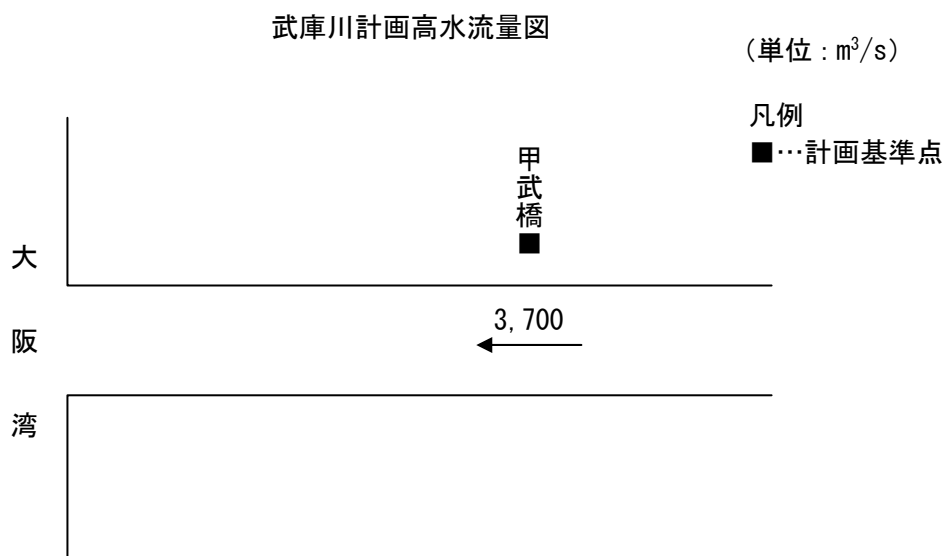 武庫川計画高水流量図
（単位：m³/s）
凡例
■…計画基準点
甲武橋
■
大阪湾
3,700